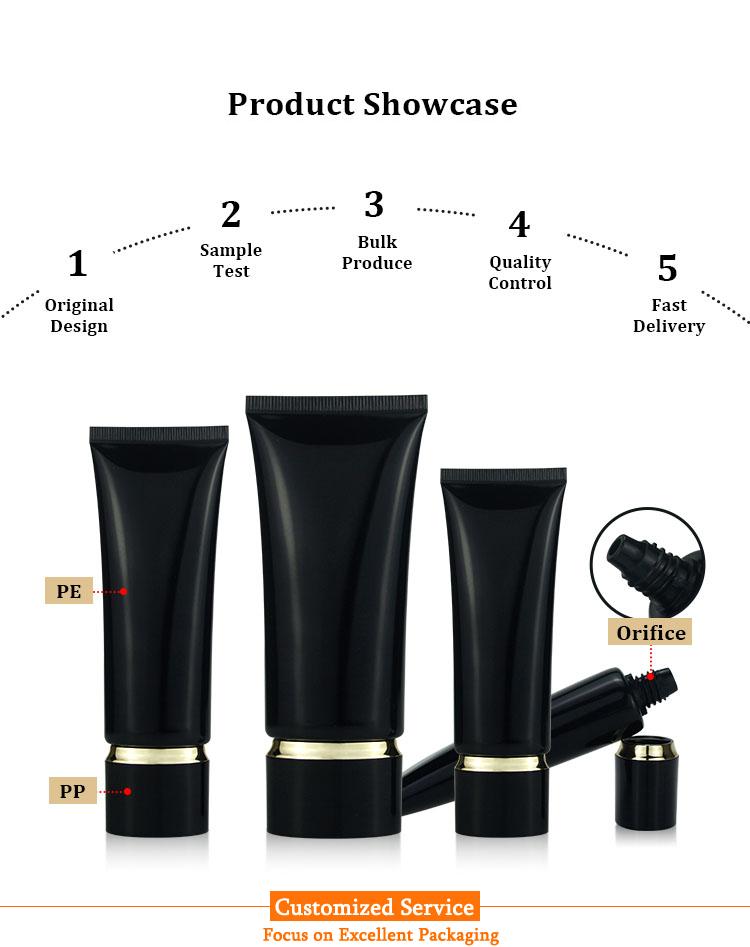 Product Showcase
1
Original
Design
2
Sample
Test
3
Bulk
Produce
4
Quality
Control
5
Fast
Delivery
PE
Orifice
PP
Customized Service
Focus on Excellent Packaging